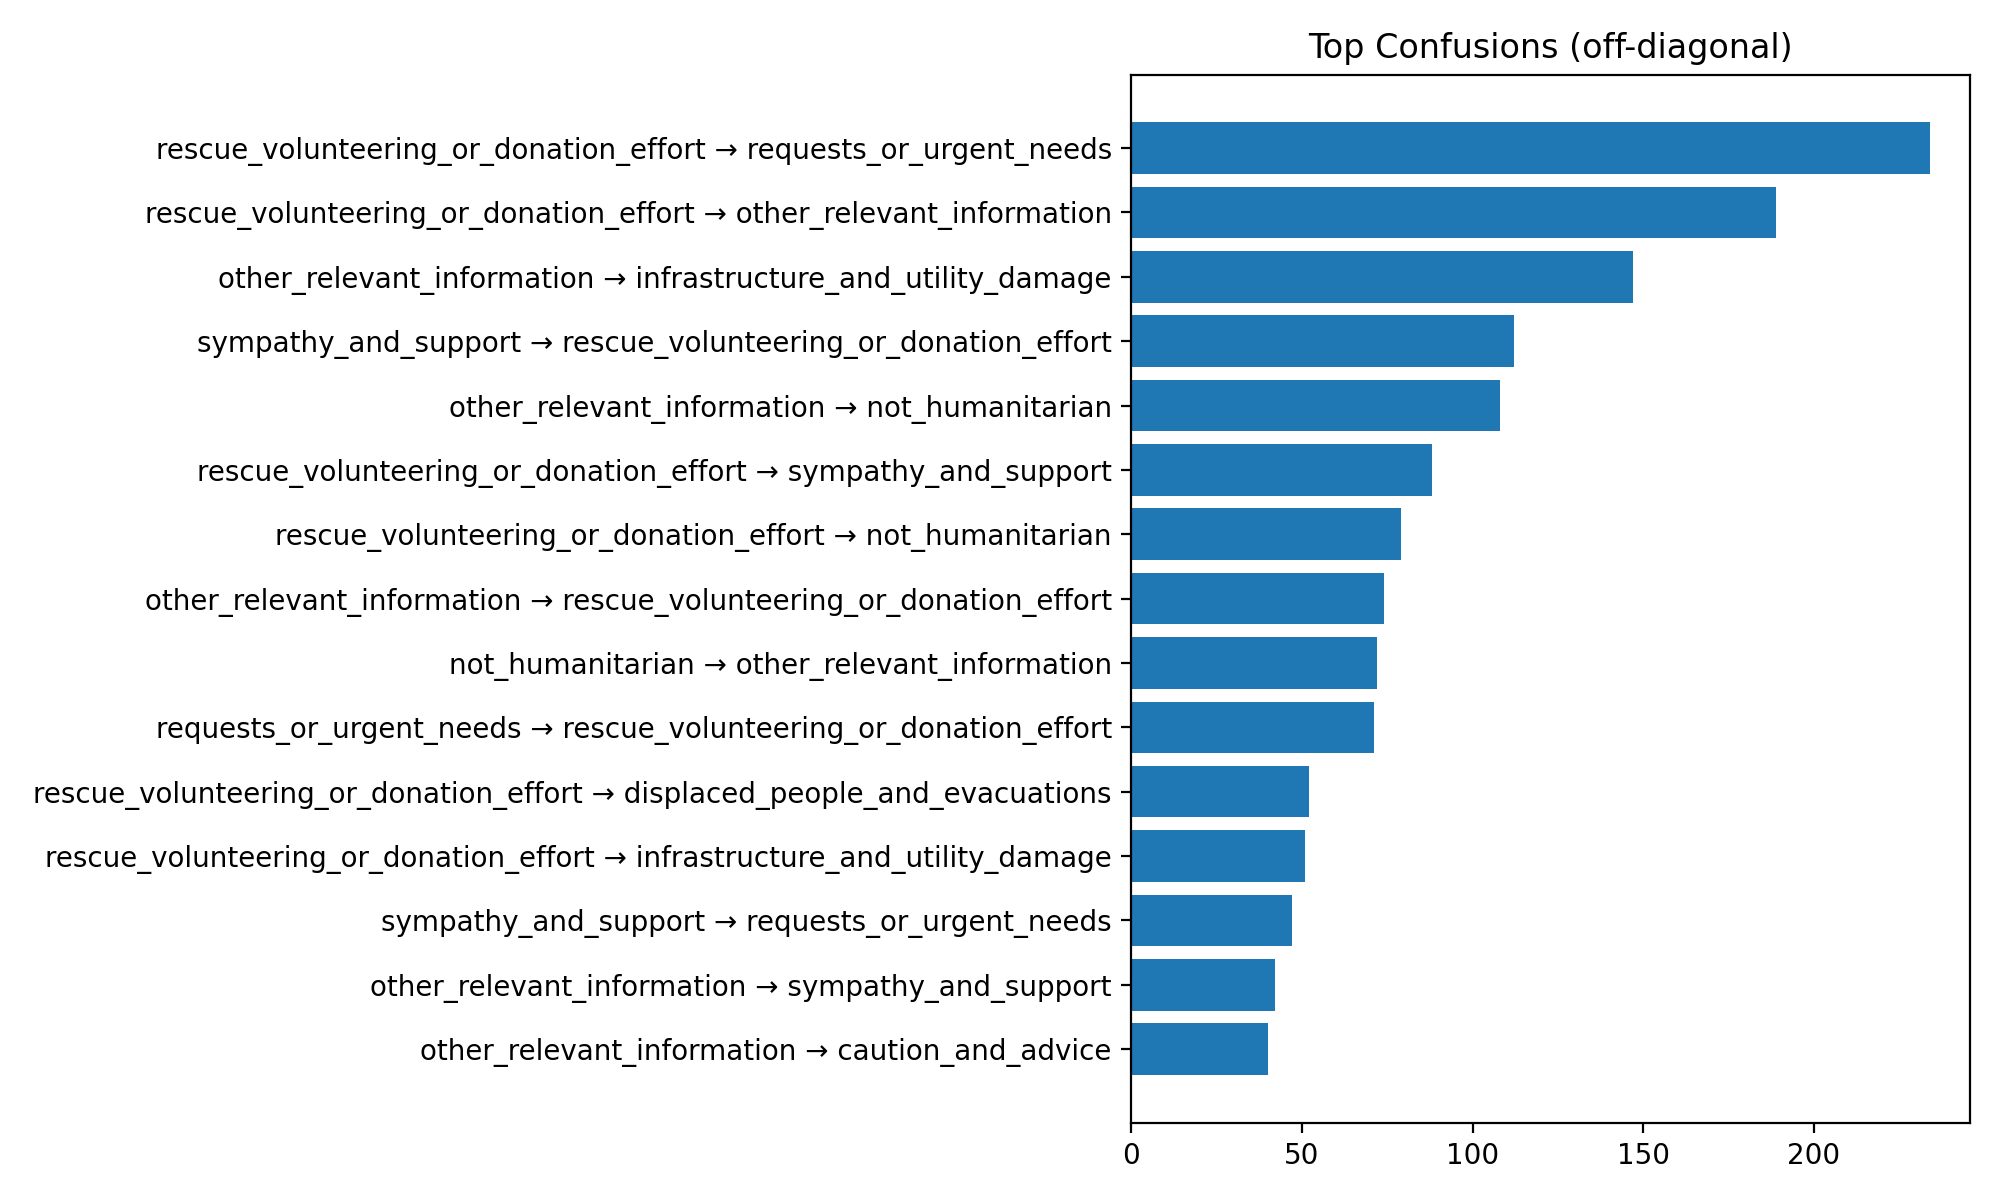 Top Confusions (off-diagonal)
rescue_volunteering_or_donation_effort → requests_or_urgent_needs
rescue_volunteering_or_donation_effort → other_relevant_information
other_relevant_information → infrastructure_and_utility_damage
sympathy_and_support → rescue_volunteering_or_donation_effort
other_relevant_information → not_humanitarian
rescue_volunteering_or_donation_effort → sympathy_and_support
rescue_volunteering_or_donation_effort → not_humanitarian
other_relevant_information → rescue_volunteering_or_donation_effort
not_humanitarian → other_relevant_information
requests_or_urgent_needs → rescue_volunteering_or_donation_effort
rescue_volunteering_or_donation_effort → displaced_people_and_evacuations
rescue_volunteering_or_donation_effort → infrastructure_and_utility_damage
sympathy_and_support → requests_or_urgent_needs
other_relevant_information → sympathy_and_support
other_relevant_information → caution_and_advice
0 50 100 150 200